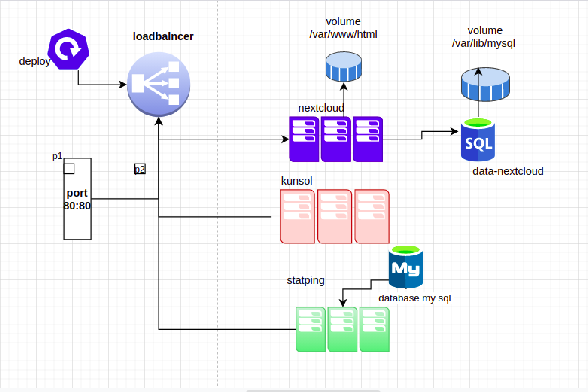 loadbalncer
volume
/var/www/html
volume
/var/lib/mysql
deploy
nextcloud
SQL
data-nextcloud
p1
p2
port
80:80
kunsol
My
statping
database my sql